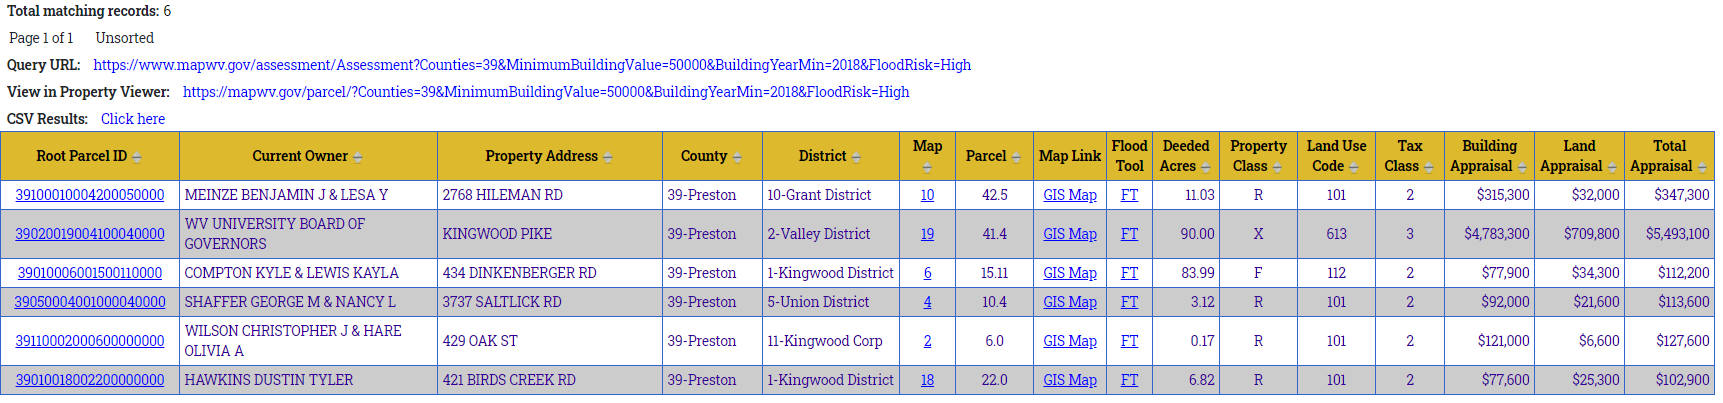 Total matching records: 6
Page 1 of 1 Unsorted
Query URL: https://www.mapwv.gov/assessment/Assessment?Counties=39&MinimumBuildingValue=50000&BuildingYearMin=2018&FloodRisk=High
View in Property Viewer: https://mapwv.gov/parcel/?Counties=39&MinimumBuildingValue=50000&BuildingYearMin=2018&FloodRisk=High
CSV Results: Click here
Root Parcel ID Current Owner Property Address County District Map Parcel Map Link Flood Tool Deeded Acres Property Class Land Use Code Tax Class Building Appraisal Land Appraisal Total Appraisal
39100010004200050000 MEINZE BENJAMIN J & LESA Y 2768 HILEMAN RD 39-Preston 10-Grant District 10 42.5 GIS Map FT 11.03 R 101 2 $315,300 $32,000 $347,300
39020019004100040000 WV UNIVERSITY BOARD OF GOVERNORS KINGWOOD PIKE 39-Preston 2-Valley District 19 41.4 GIS Map FT 90.00 X 613 3 $4,783,300 $709,800 $5,493,100
39010006001500110000 COMPTON KYLE & LEWIS KAYLA 434 DINKENBERGER RD 39-Preston 1-Kingwood District 6 15.11 GIS Map FT 83.99 F 112 2 $77,900 $34,300 $112,200
39050004001000040000 SHAFFER GEORGE M & NANCY L 3737 SALTLICK RD 39-Preston 5-Union District 4 10.4 GIS Map FT 3.12 R 101 2 $92,000 $21,600 $113,600
39110002000600000000 WILSON CHRISTOPHER J & HARE OLIVIA A 429 OAK ST 39-Preston 11-Kingwood Corp 2 6.0 GIS Map FT 0.17 R 101 2 $121,000 $6,600 $127,600
39010018002200000000 HAWKINS DUSTIN TYLER 421 BIRDS CREEK RD 39-Preston 1-Kingwood District 18 22.0 GIS Map FT 6.82 R 101 2 $77,600 $25,300 $102,900